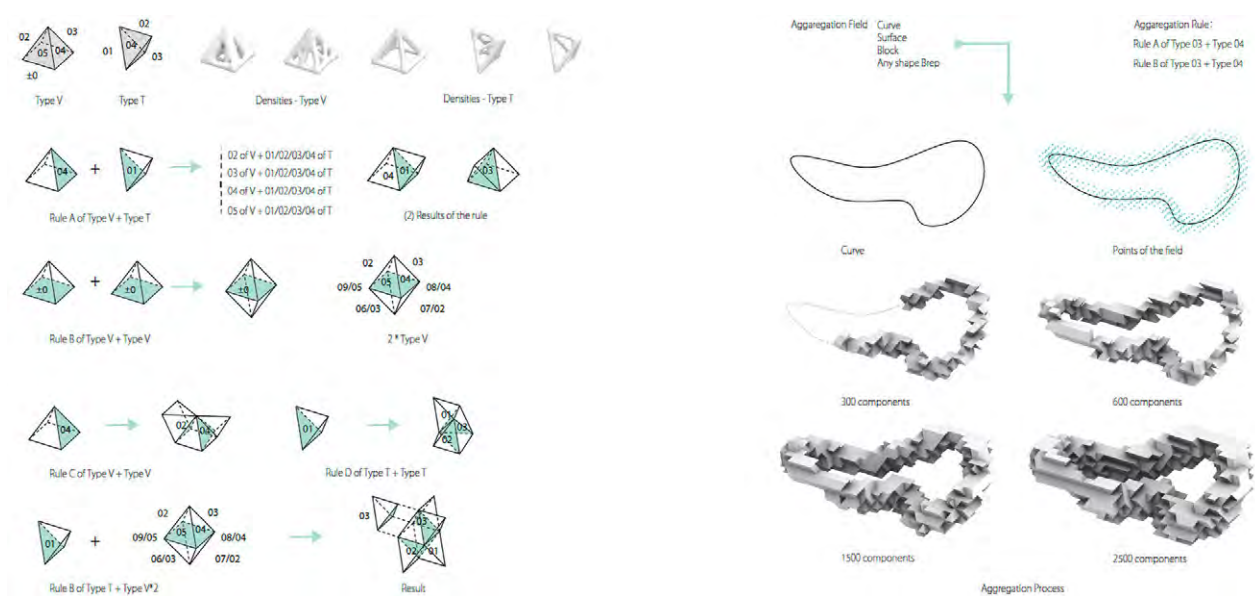 02
03
05
04
±0
Type V
02
04
01
03
Type T
Densities - Type V
Densities - Type T
04
+
01
Rule A of Type V + Type T
02 of V + 01/02/03/04 of T
03 of V + 01/02/03/04 of T
04 of V + 01/02/03/04 of T
05 of V + 01/02/03/04 of T
04
01
03
(2) Results of the rule
±0
+
±0
Rule B of Type V + Type V
±0
02
03
05
04
09/05
08/04
06/03
07/02
2 * Type V
04
Rule C of Type V + Type V
02
04
01
Rule D of Type T + Type T
01
03
02
01
+
02
03
05
04
09/05
08/04
06/03
07/02
Rule B of Type T + Type V*2
03
03
02
01
Result
Aggaregation Field
Curve
Surface
Block
Any shape Brep
Aggaregation Rule:
Rule A of Type 03 + Type 04
Rule B of Type 03 + Type 04
Curve
Points of the field
300 components
600 components
1500 components
2500 components
Aggregation Process